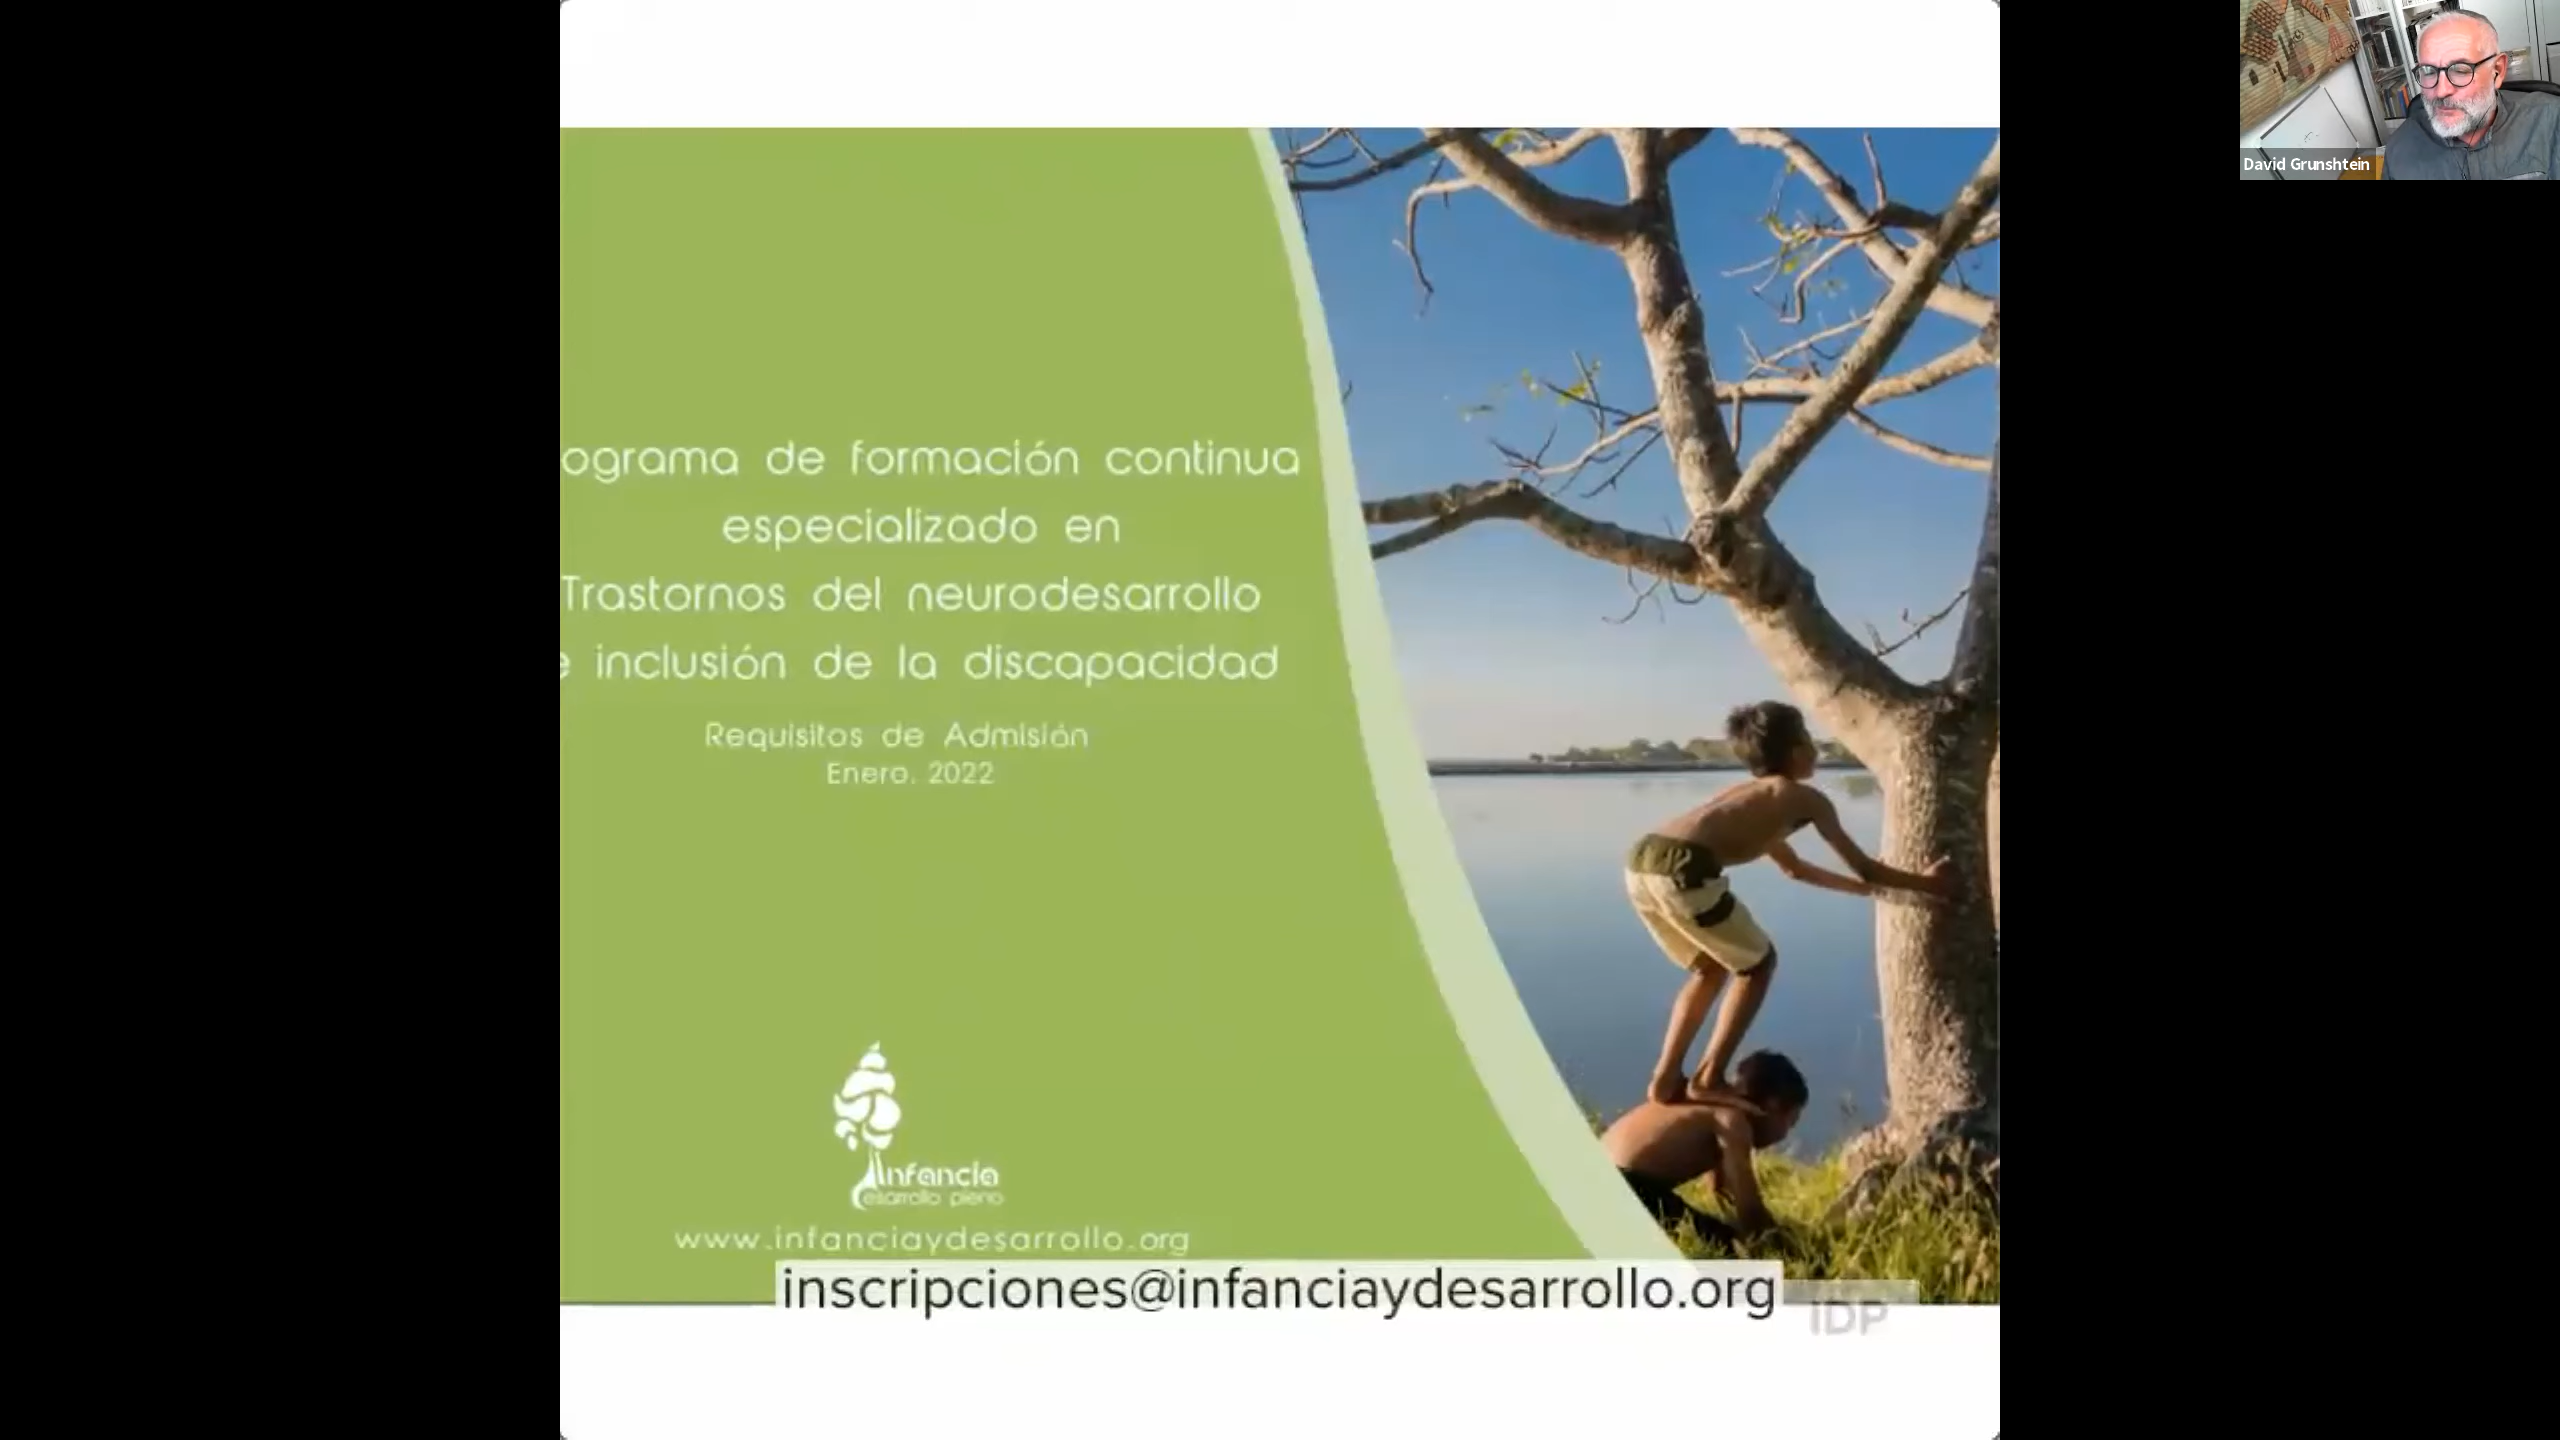 ograma de formación continua
especializado en
Trastornos del neurodesarrollo
e inclusión de la discapacidad
Requisitos de Admisión
Enero, 2022
Infancia
esarrollo pleno
www.infanciaydesarrollo.org
inscripciones@infanciaydesarrollo.org
IDP
David Grunshtein